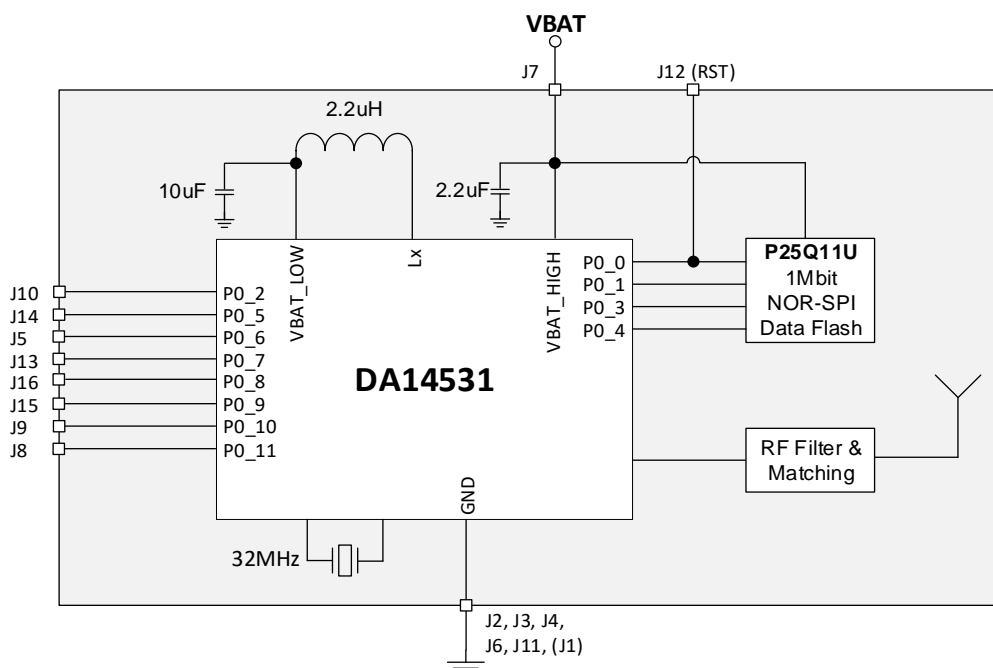 VBAT
J7
J12 (RST)
2.2uH
10uF
2.2uF
VBAT_LOW
Lx
VBAT_HIGH
P0_0
P0_1
P0_3
P0_4
P25Q11U
1Mbit
NOR-SPI
Data Flash
J10
J14
J5
J13
J16
J15
J9
J8
P0_2
P0_5
P0_6
P0_7
P0_8
P0_9
P0_10
P0_11
DA14531
RF Filter &
Matching
GND
32MHz
J2, J3, J4,
J6, J11, (J1)